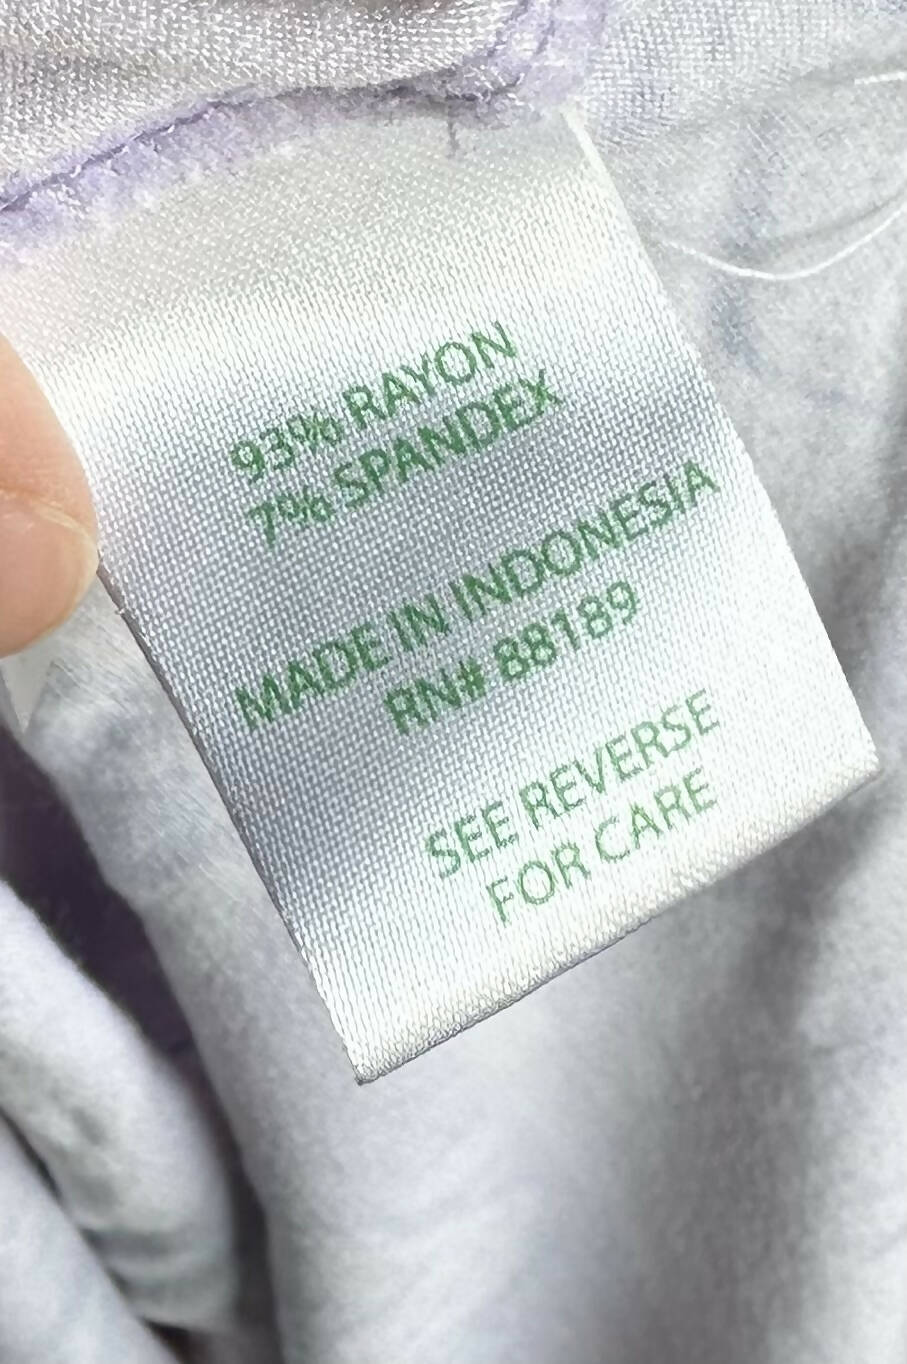 93% RAYON
7% SPANDEX
MADE IN INDONESIA
RN# 88189
SEE REVERSE
FOR CARE